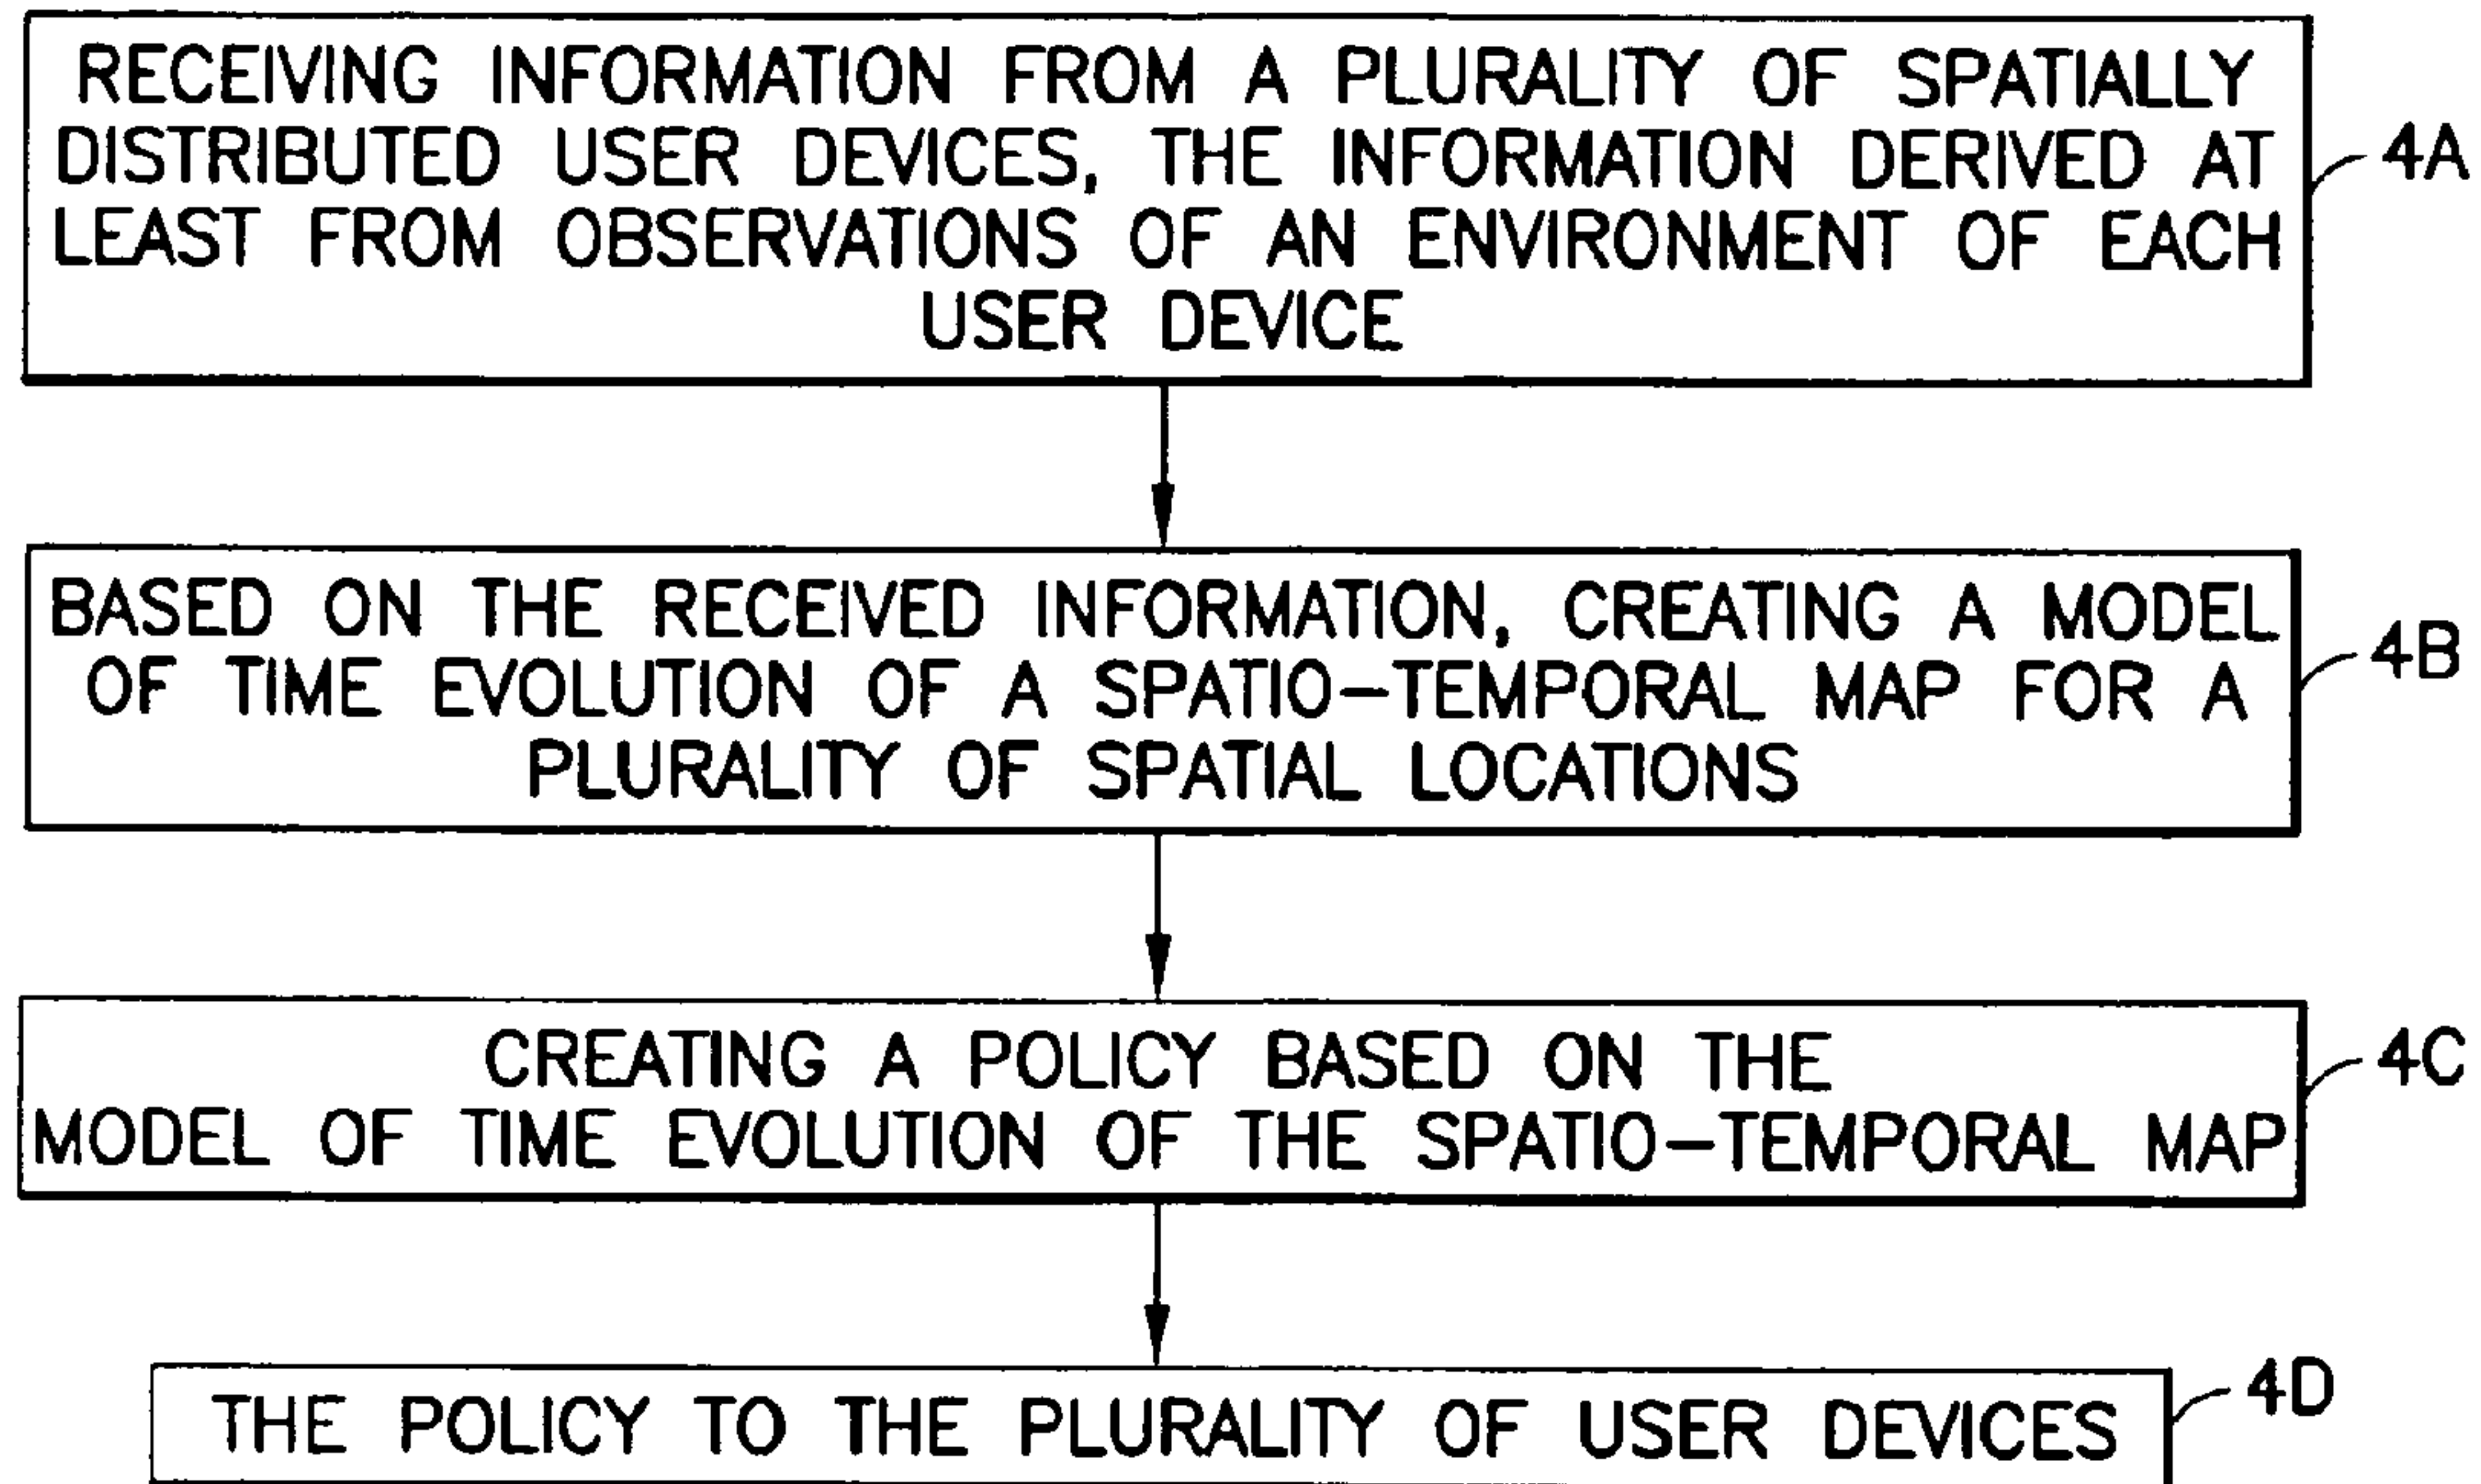 RECEIVING INFORMATION FROM A PLURALITY OF SPATIALLY
DISTRIBUTED USER DEVICES, THE INFORMATION DERIVED AT
LEAST FROM OBSERVATIONS OF AN ENVIRONMENT OF EACH
USER DEVICE
4A
BASED ON THE RECEIVED INFORMATION, CREATING A MODEL
OF TIME EVOLUTION OF A SPATIO-TEMPORAL MAP FOR A
PLURALITY OF SPATIAL LOCATIONS
4B
CREATING A POLICY BASED ON THE
MODEL OF TIME EVOLUTION OF THE SPATIO-TEMPORAL MAP
4C
THE POLICY TO THE PLURALITY OF USER DEVICES
4D